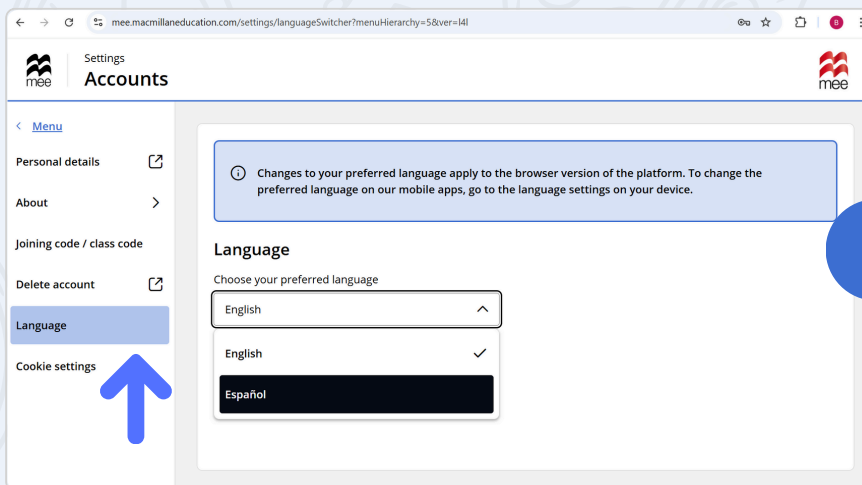 mee.macmillaneducation.com/settings/languageSwitcher?menuHierarchy=5&ver=l4l
B
mee
Settings
Accounts
mee
Menu
Personal details
About
Joining code / class code
Delete account
Language
Cookie settings
Changes to your preferred language apply to the browser version of the platform. To change the
preferred language on our mobile apps, go to the language settings on your device.
Language
Choose your preferred language
English
English
Español